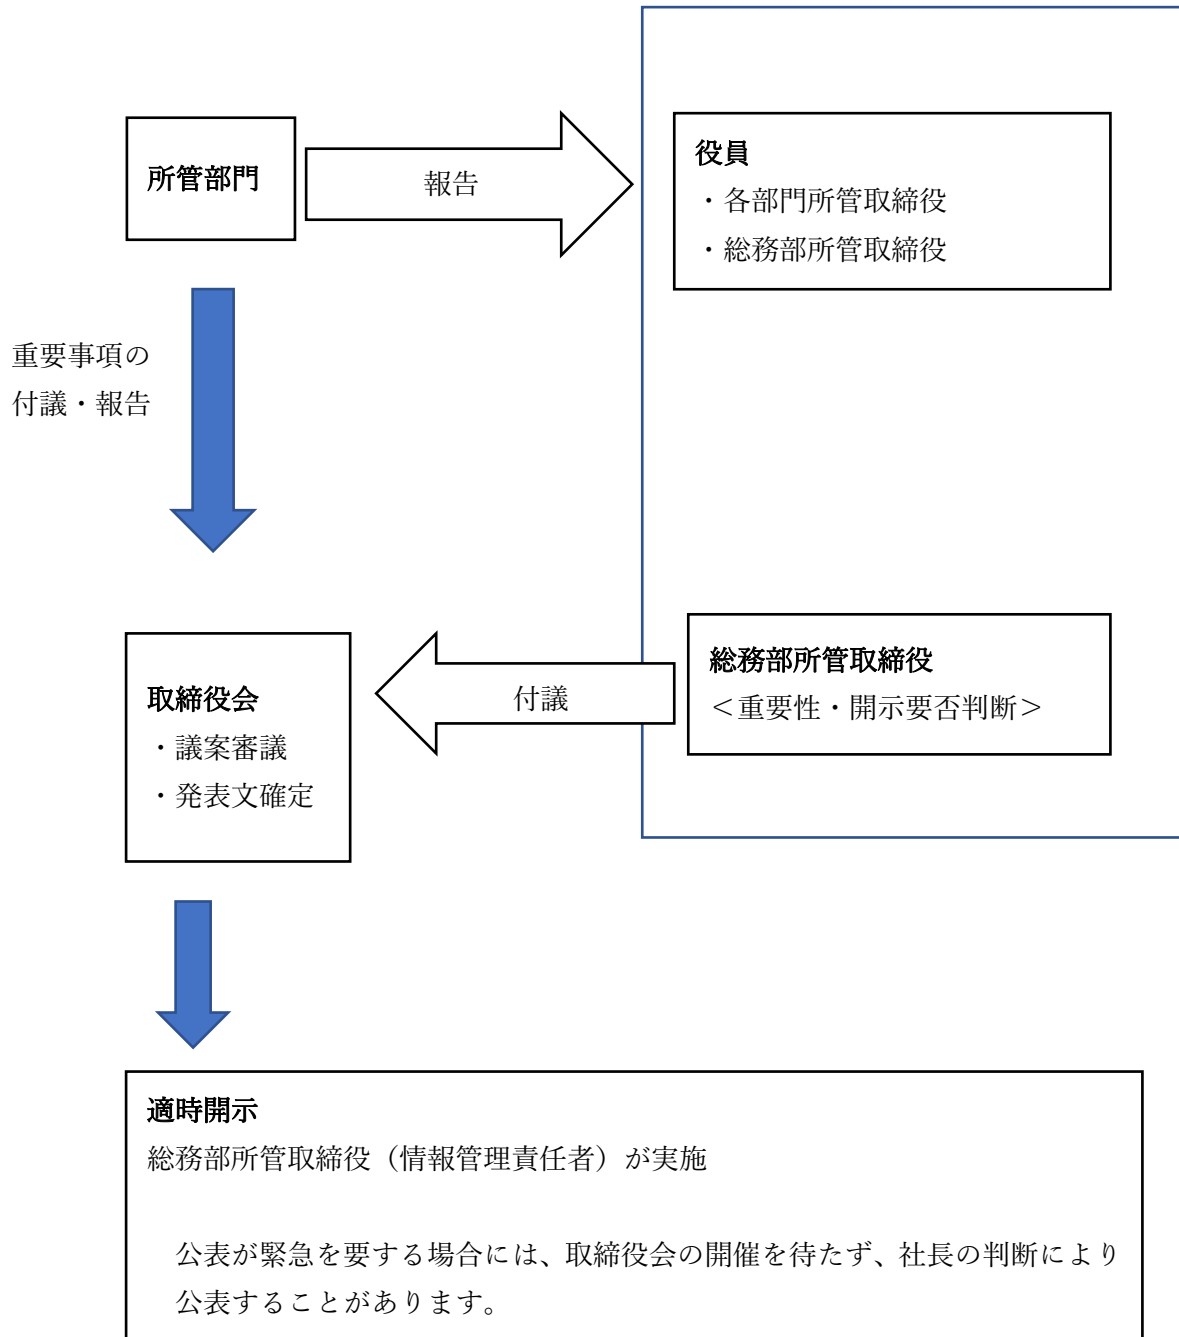 所管部門
報告
役員
・各部門所管取締役
・総務部所管取締役
重要事項の
付議・報告
総務部所管取締役
＜重要性・開示要否判断＞
付議
取締役会
・議案審議
・発表文確定
適時開示
総務部所管取締役（情報管理責任者）が実施
公表が緊急を要する場合には、取締役会の開催を待たず、社長の判断により
公表することがあります。